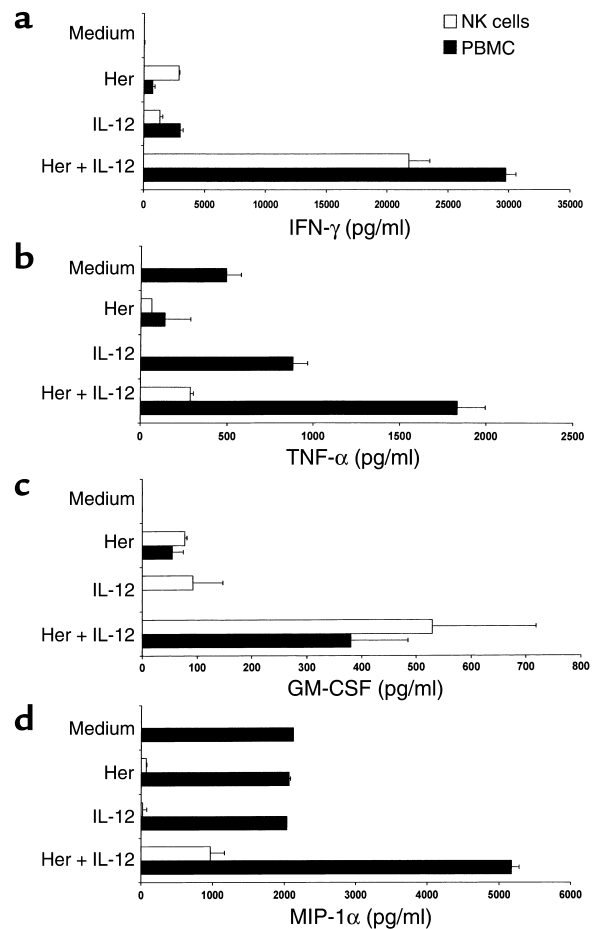 a
NK cells
PBMC
Medium
Her
IL-12
Her + IL-12
0 5000 10000 15000 20000 25000 30000 35000
IFN-γ (pg/ml)
b
Medium
Her
IL-12
Her + IL-12
0 500 1000 1500 2000 2500
TNF-α (pg/ml)
c
Medium
Her
IL-12
Her + IL-12
0 100 200 300 400 500 600 700 800
GM-CSF (pg/ml)
d
Medium
Her
IL-12
Her + IL-12
0 1000 2000 3000 4000 5000 6000
MIP-1α (pg/ml)